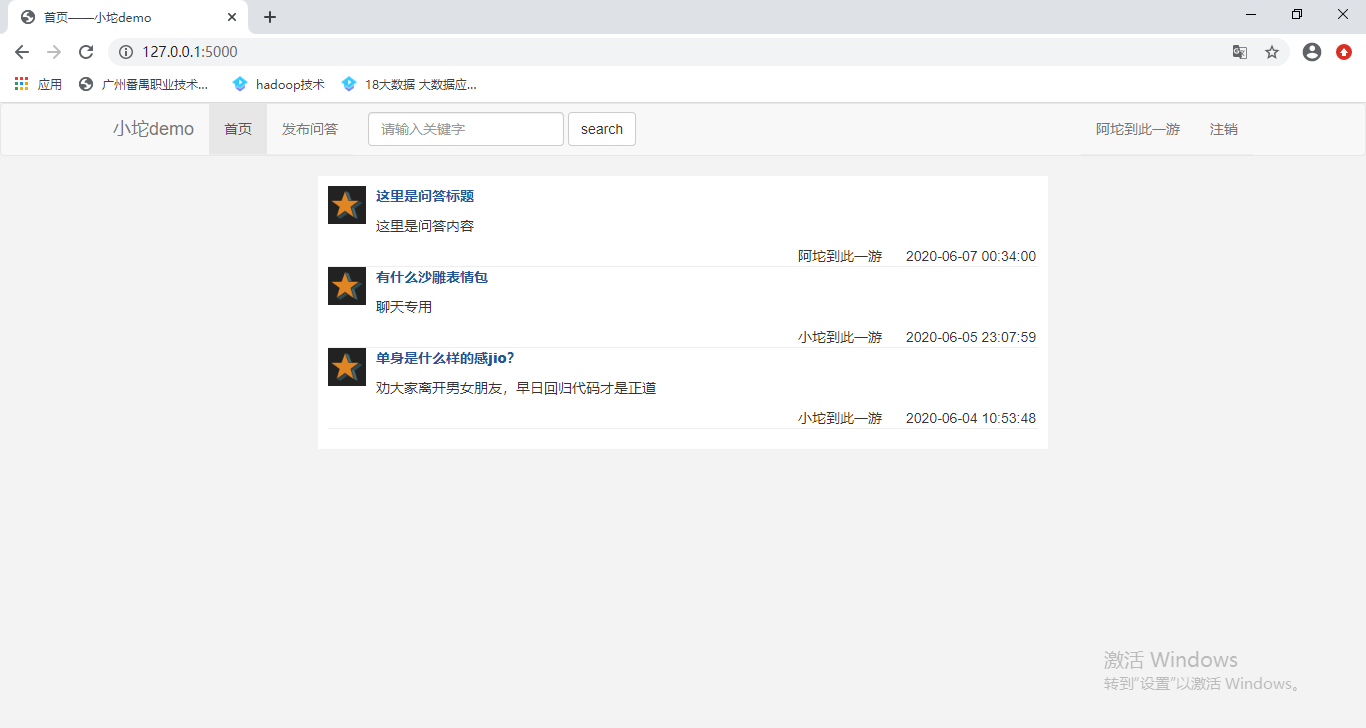 首页——小坨demo
127.0.0.1:5000
应用 广州番禺职业技术... hadoop技术 18大数据 大数据应...
小坨demo 首页 发布问答 请输入关键字 search 阿坨到此一游 注销
这里是问答标题
这里是问答内容
阿坨到此一游 2020-06-07 00:34:00
有什么沙雕表情包
聊天专用
小坨到此一游 2020-06-05 23:07:59
单身是什么样的感jio？
劝大家离开男女朋友，早日回归代码才是正道
小坨到此一游 2020-06-04 10:53:48
激活 Windows
转到"设置"以激活 Windows。